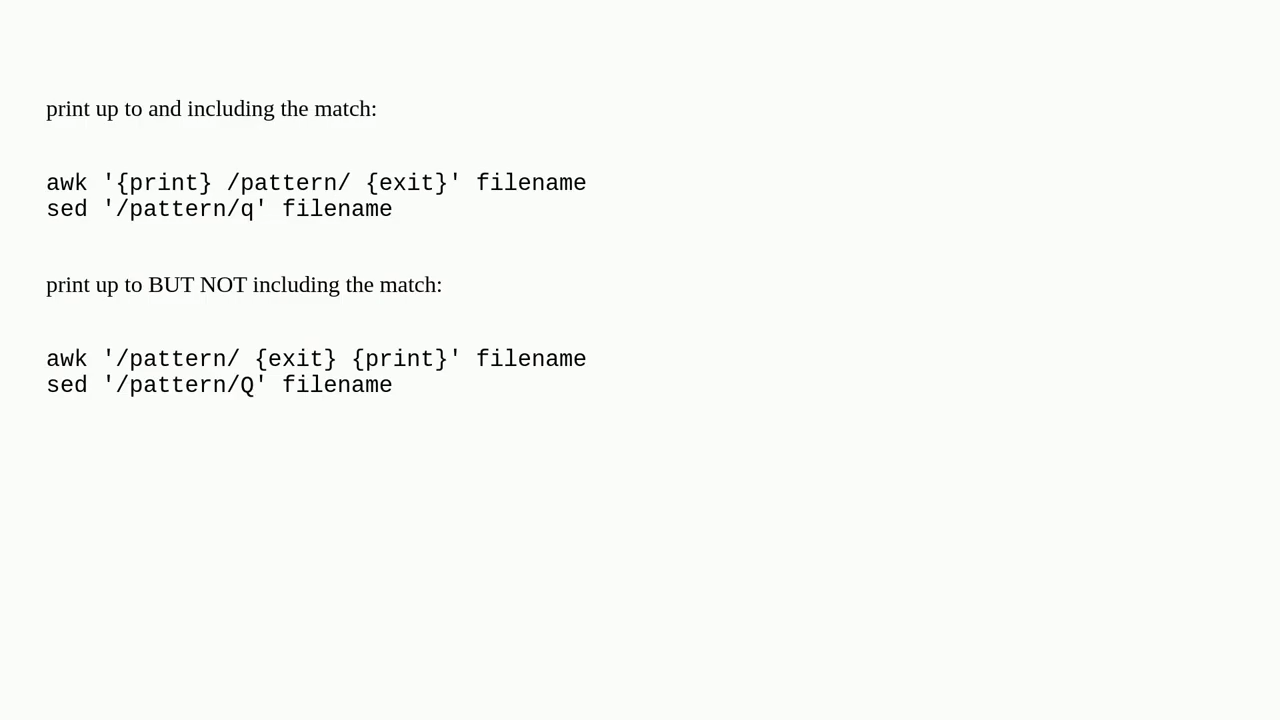 print up to and including the match:
awk '{print} /pattern/ {exit}' filename
sed '/pattern/q' filename
print up to BUT NOT including the match:
awk '/pattern/ {exit} {print}' filename
sed '/pattern/Q' filename